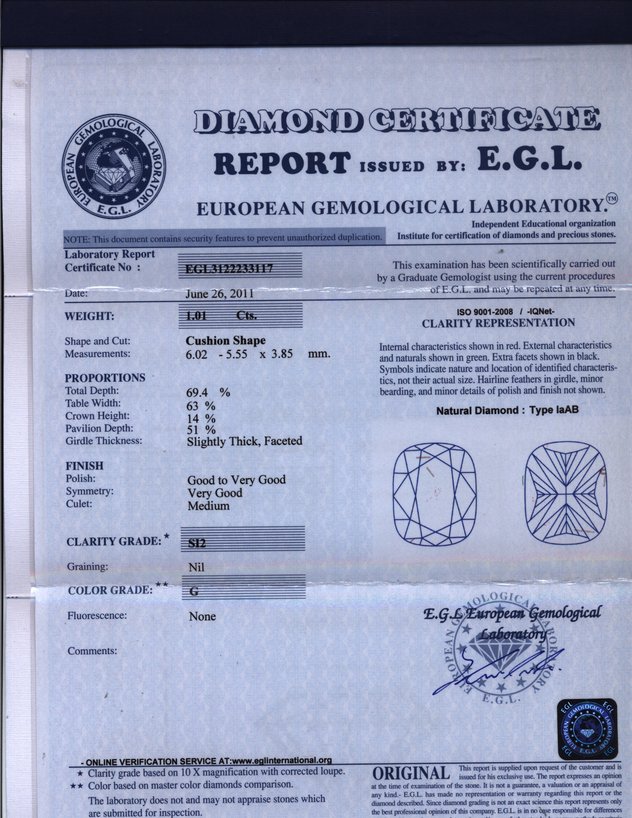 DIAMOND CERTIFICATE
REPORT ISSUED BY: E.G.L.
EUROPEAN GEMOLOGICAL LABORATORY.™
EUROPEAN GEMOLOGICAL LABORATORY
E.G.L.
Independent Educational organization
Institute for certification of diamonds and precious stones.
NOTE: This document contains security features to prevent unauthorized duplication.
Laboratory Report
Certificate No : EGL3122233117
Date: June 26, 2011
WEIGHT: 1.01 Cts.
Shape and Cut: Cushion Shape
Measurements: 6.02 - 5.55 x 3.85 mm.
PROPORTIONS
Total Depth: 69.4 %
Table Width: 63 %
Crown Height: 14 %
Pavilion Depth: 51 %
Girdle Thickness: Slightly Thick, Faceted
FINISH
Polish: Good to Very Good
Symmetry: Very Good
Culet: Medium
CLARITY GRADE: * SI2
Graining: Nil
COLOR GRADE: ** G
Fluorescence: None
Comments:
This examination has been scientifically carried out
by a Graduate Gemologist using the current procedures
of E.G.L. and may be repeated at any time.
ISO 9001-2008 / -IQNet-
CLARITY REPRESENTATION
Internal characteristics shown in red. External characteristics
and naturals shown in green. Extra facets shown in black.
Symbols indicate nature and location of identified characteris-
tics, not their actual size. Hairline feathers in girdle, minor
bearding, and minor details of polish and finish not shown.
Natural Diamond : Type IaAB
E.G.L European Gemological
Laboratory
EUROPEAN GEMOLOGICAL LABORATORY
E.G.L.
EGL EGL
EGL EGL
- ONLINE VERIFICATION SERVICE AT:www.eglinternational.org
★ Clarity grade based on 10 X magnification with corrected loupe.
★★ Color based on master color diamonds comparison.
The laboratory does not and may not appraise stones which
are submitted for inspection.
ORIGINAL This report is supplied upon request of the customer and is
issued for his exclusive use. The report expresses an opinion
at the time of examination of the stone. It is not a guarantee, a valuation or an appraisal of
any kind.- E.G.L. has made no representation or warranty regarding this report or the
diamond described. Since diamond grading is not an exact science this report represents only
the best professional opinion of this company. E.G.L. is in no case responsible for differences